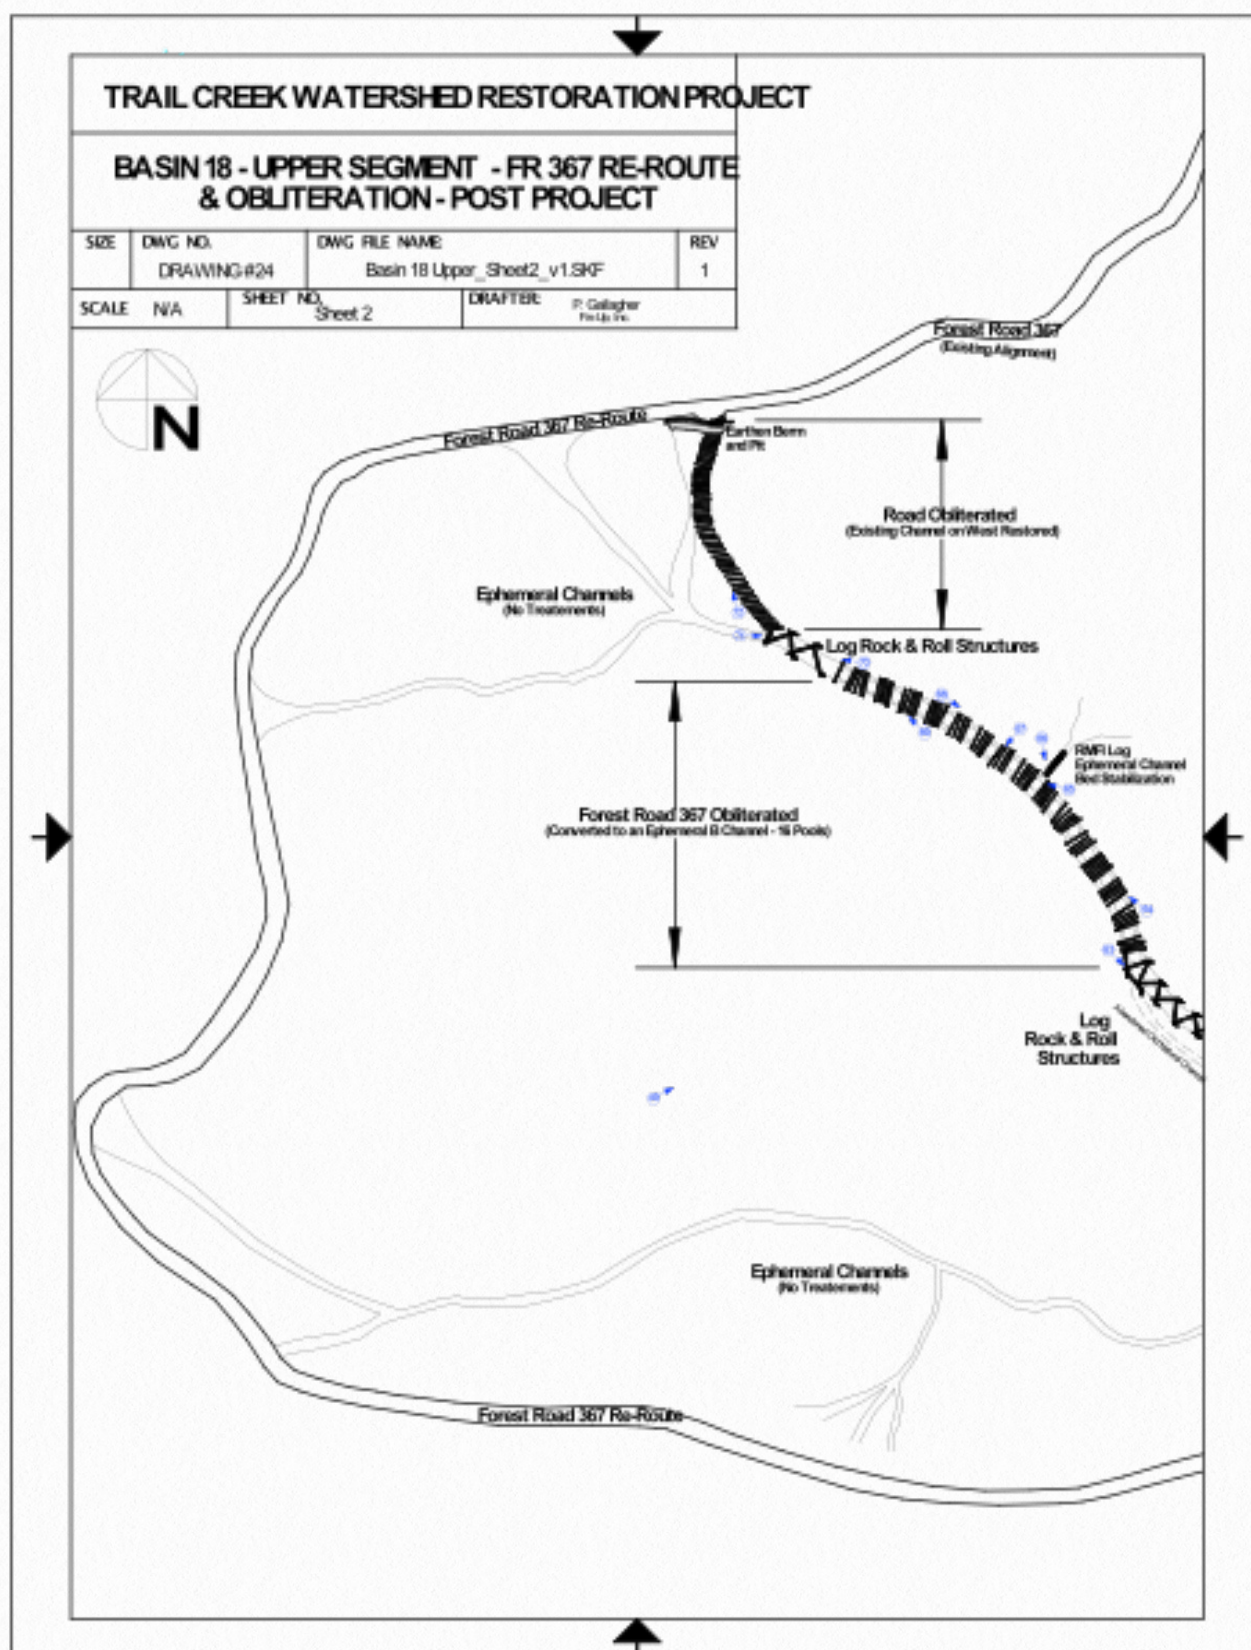 TRAIL CREEK WATERSHED RESTORATION PROJECT
BASIN 18 - UPPER SEGMENT - FR 367 RE-ROUTE
& OBLITERATION - POST PROJECT
SIZE
DWG NO.
DRAWING #24
DWG FILE NAME:
Basin 18 Upper_Sheet2_v1.SKF
REV
1
SCALE N/A
SHEET NO.
Sheet 2
DRAFTER:
P. Gallagher
N
Forest Road 367
(Existing Alignment)
Forest Road 367 Re-Route
Earthen Berm
and Pit
Road Obliterated
(Existing Channel on West Restored)
Ephemeral Channels
(No Treatements)
Log Rock & Roll Structures
RMFI Log
Ephemeral Channel
Bed Stabilization
Forest Road 367 Obliterated
(Converted to an Ephemeral B Channel - 16 Pools)
Log
Rock & Roll
Structures
Ephemeral Channels
(No Treatements)
Forest Road 367 Re-Route